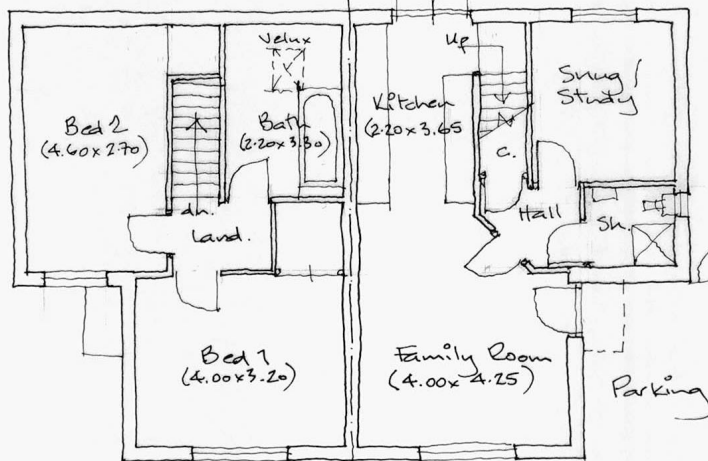 Velux
Up
Bed 2
(4.60 x 2.70)
Bath
(2.20 x 3.30)
Kitchen
(2.20 x 3.65
Snug /
Study
C.
dn.
Land.
Hall
Sh.
Bed 1
(4.00 x 3.20)
Family Room
(4.00 x 4.25)
Parking